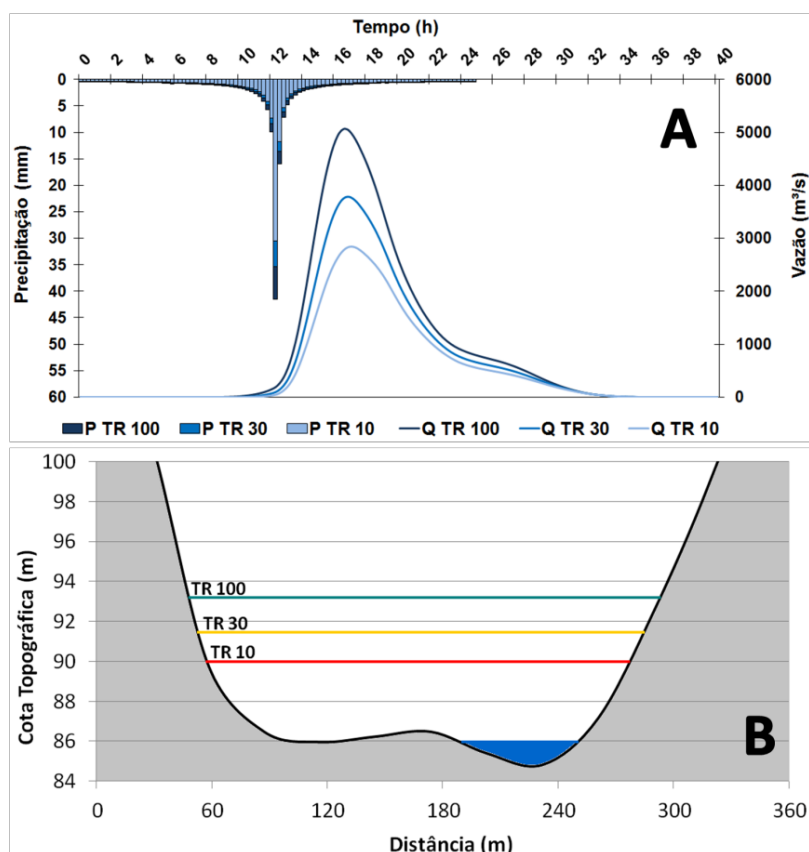 Tempo (h)
0 2 4 6 8 10 12 14 16 18 20 22 24 26 28 30 32 34 36 38 40
0 6000
5
10 5000
15
20 4000
25
30 3000
35
40 2000
45
50 1000
55
60 0
Precipitação (mm)
Vazão (m³/s)
A
P TR 100 P TR 30 P TR 10 Q TR 100 Q TR 30 Q TR 10
100
98
96
94
92
90
88
86
84
Cota Topográfica (m)
TR 100
TR 30
TR 10
B
0 60 120 180 240 300 360
Distância (m)